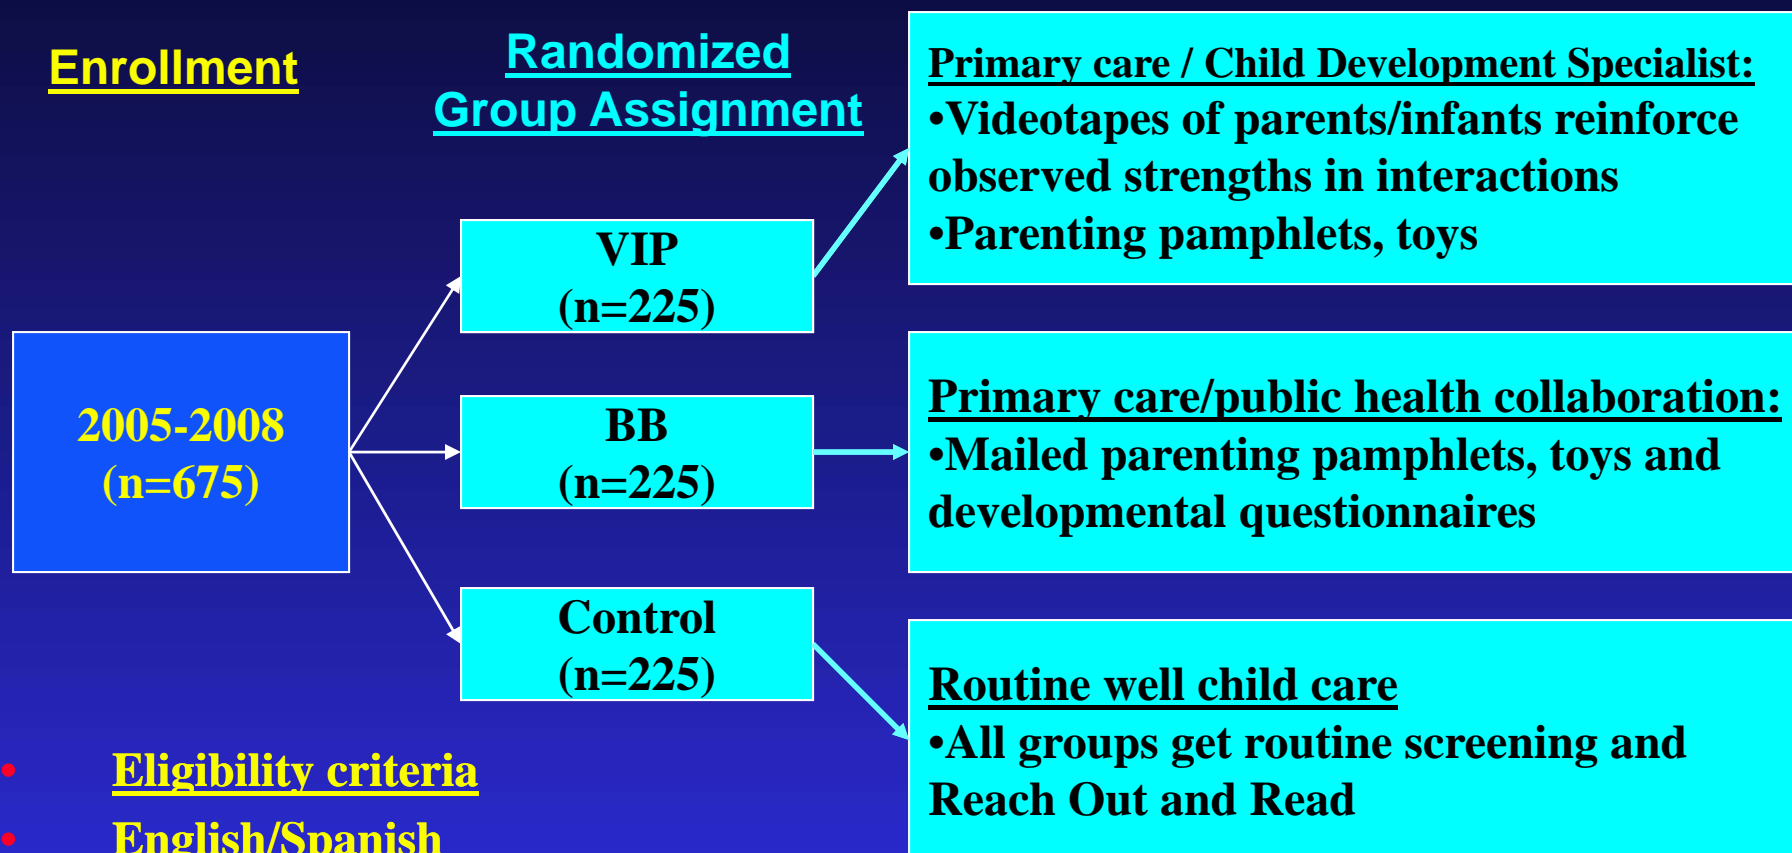 Enrollment
Randomized
Group Assignment
Primary care / Child Development Specialist:
•Videotapes of parents/infants reinforce
observed strengths in interactions
•Parenting pamphlets, toys
VIP
(n=225)
2005-2008
(n=675)
BB
(n=225)
Primary care/public health collaboration:
•Mailed parenting pamphlets, toys and
developmental questionnaires
Control
(n=225)
Routine well child care
•All groups get routine screening and
Reach Out and Read
• Eligibility criteria
• English/Spanish